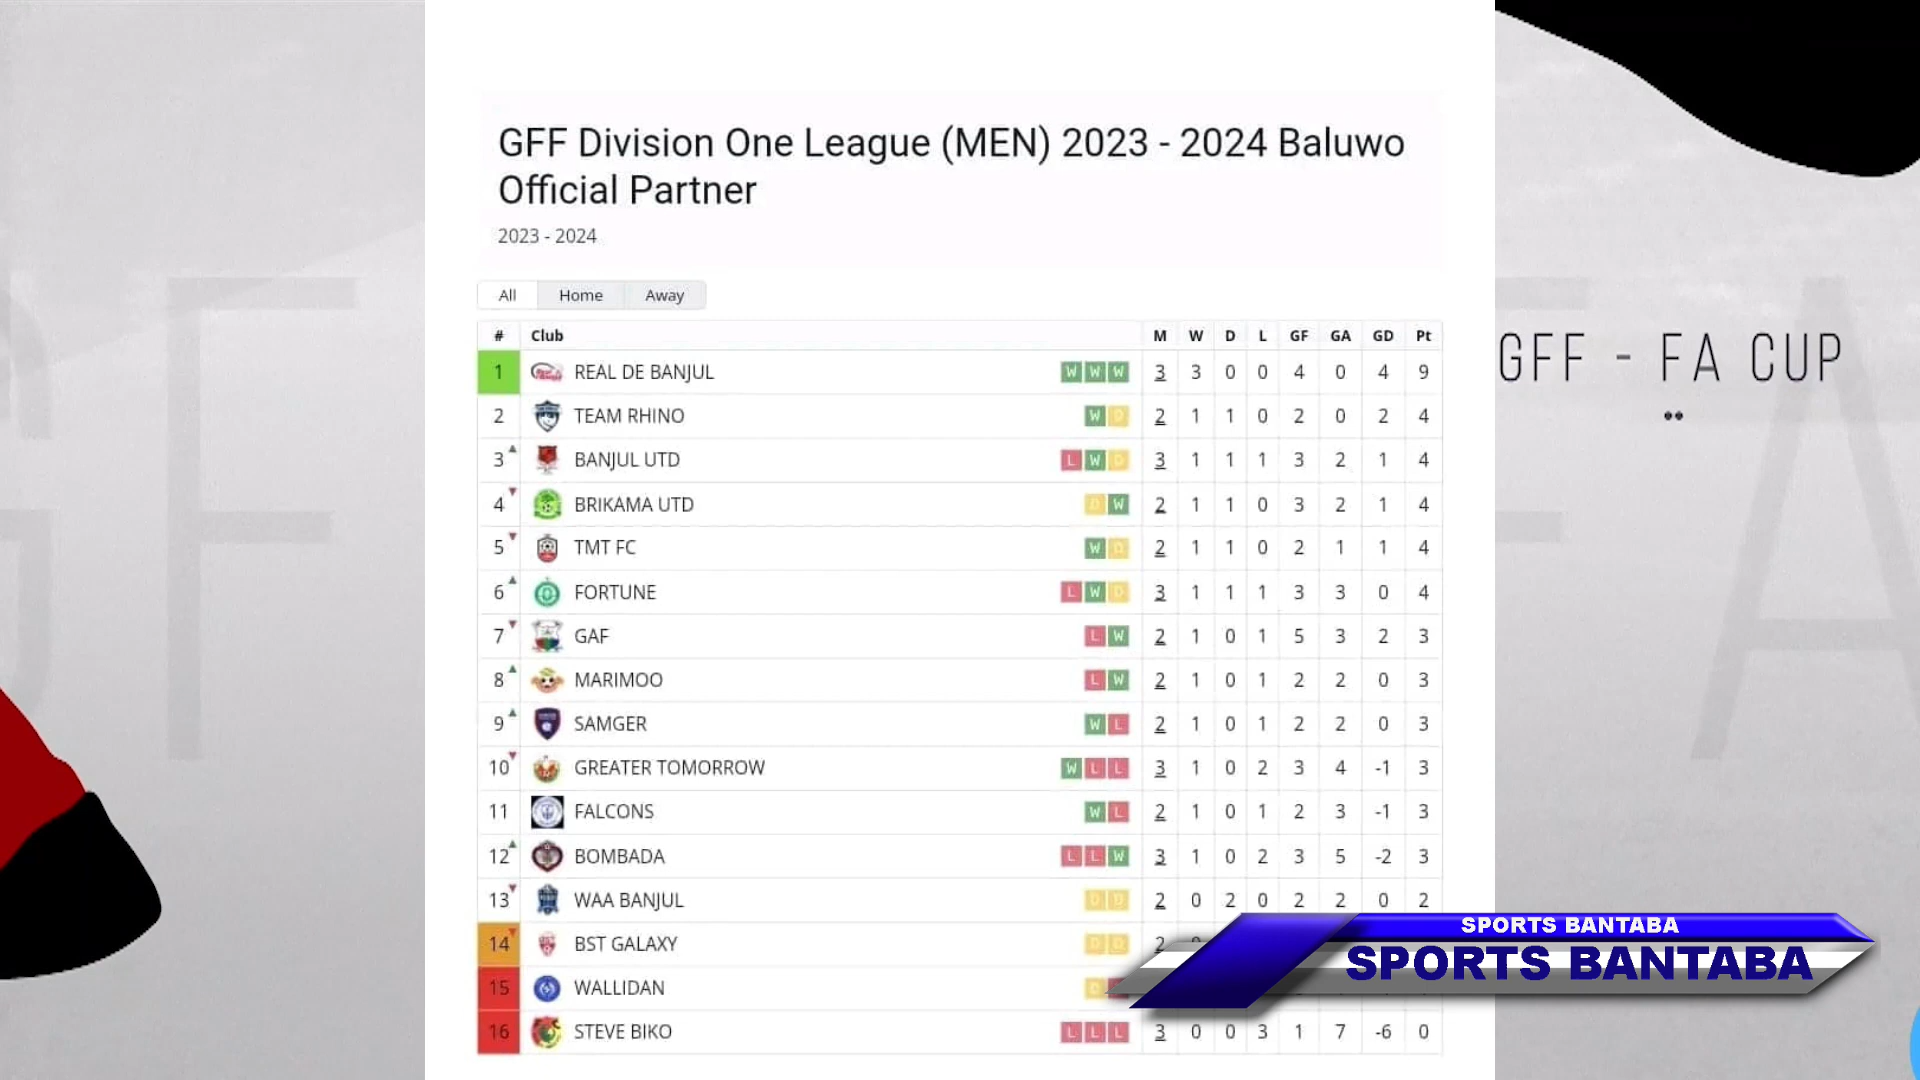 GFF Division One League (MEN) 2023 - 2024 Baluwo
Official Partner
2023 - 2024
All Home Away
# Club M W D L GF GA GD Pt
1 REAL DE BANJUL W W W 3 3 0 0 4 0 4 9
2 TEAM RHINO W D 2 1 1 0 2 0 2 4
3 BANJUL UTD L W D 3 1 1 1 3 2 1 4
4 BRIKAMA UTD D W 2 1 1 0 3 2 1 4
5 TMT FC W D 2 1 1 0 2 1 1 4
6 FORTUNE L W D 3 1 1 1 3 3 0 4
7 GAF L W 2 1 0 1 5 3 2 3
8 MARIMOO L W 2 1 0 1 2 2 0 3
9 SAMGER W L 2 1 0 1 2 2 0 3
10 GREATER TOMORROW W L L 3 1 0 2 3 4 -1 3
11 FALCONS W L 2 1 0 1 2 3 -1 3
12 BOMBADA L L W 3 1 0 2 3 5 -2 3
13 WAA BANJUL D D 2 0 2 0 2 2 0 2
14 BST GALAXY D D 2
15 WALLIDAN D
16 STEVE BIKO L L L 3 0 0 3 1 7 -6 0
GFF - FA CUP
SPORTS BANTABA
SPORTS BANTABA
GF
FA